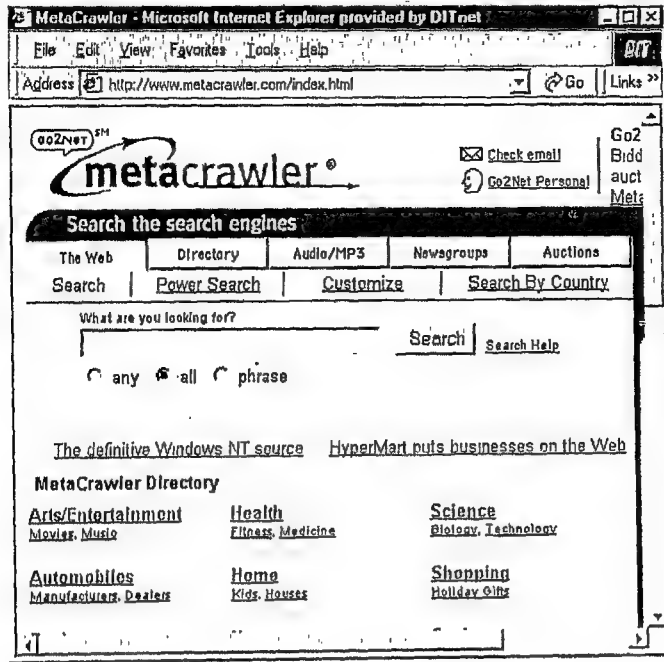 MetaCrawler - Microsoft Internet Explorer provided by DITnet
File Edit View Favorites Tools Help
DIT
Address http://www.metacrawler.com/index.html Go Links »
GO2NET SM
metacrawler ®
Check email
Go2Net Personal
Go2
Bidd
auct
Meta
Search the search engines
The Web Directory Audio/MP3 Newsgroups Auctions
Search Power Search Customize Search By Country
What are you looking for?
Search Search Help
any all phrase
The definitive Windows NT source HyperMart puts businesses on the Web
MetaCrawler Directory
Arts/Entertainment Health Science
Movies, Music Fitness, Medicine Biology, Technology
Automobiles Home Shopping
Manufacturers, Dealers Kids, Houses Holiday Gifts